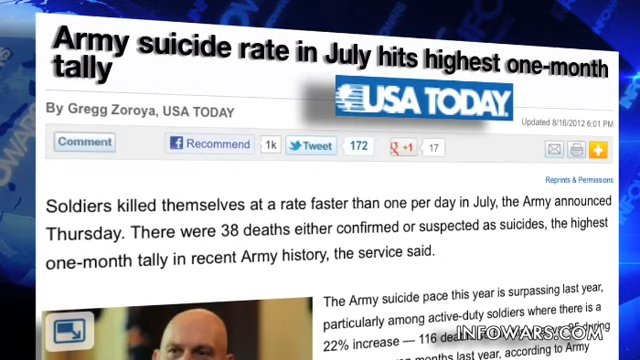 Army suicide rate in July hits highest one-month
tally
USA TODAY
By Gregg Zoroya, USA TODAY
Updated 8/16/2012 6:01 PM
Comment
Recommend 1k
Tweet 172
+1 17
Reprints & Permissions
Soldiers killed themselves at a rate faster than one per day in July, the Army announced
Thursday. There were 38 deaths either confirmed or suspected as suicides, the highest
one-month tally in recent Army history, the service said.
The Army suicide pace this year is surpassing last year,
particularly among active-duty soldiers where there is a
22% increase — 116
months last year, according to Army
INFOWARS.COM
INFOWARS